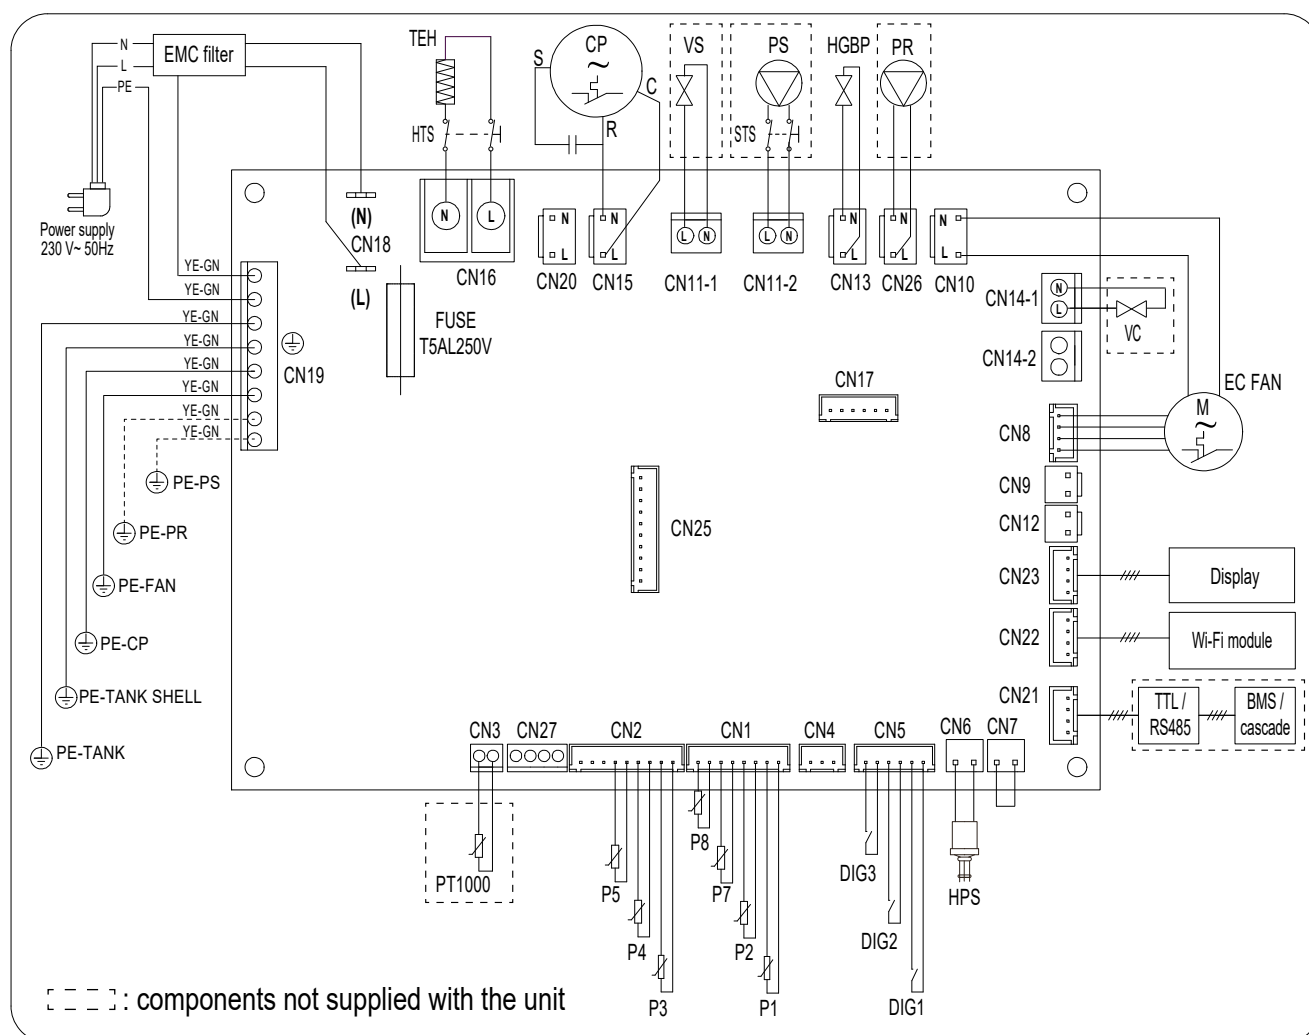 N
L
PE
EMC filter
TEH
HTS
S
CP
~
C
R
VS
PS
STS
HGBP
PR
Power supply
230 V~ 50Hz
(N)
CN18
(L)
N
L
CN16
N
L
CN20
N
L
CN15
L
N
CN11-1
L
N
CN11-2
N
L
CN13
N
L
CN26
N
L
CN10
YE-GN
YE-GN
YE-GN
YE-GN
YE-GN
YE-GN
YE-GN
YE-GN
CN19
FUSE
T5AL250V
CN14-1
N
L
VC
CN14-2
EC FAN
M
~
CN17
CN8
CN9
CN12
CN25
CN23
Display
CN22
Wi-Fi module
CN21
TTL /
RS485
BMS /
cascade
PE-PS
PE-PR
PE-FAN
PE-CP
PE-TANK SHELL
PE-TANK
CN3
CN27
CN2
CN1
CN4
CN5
CN6
CN7
PT1000
P5
P4
P3
P8
P7
P2
P1
DIG3
DIG2
DIG1
HPS
: components not supplied with the unit